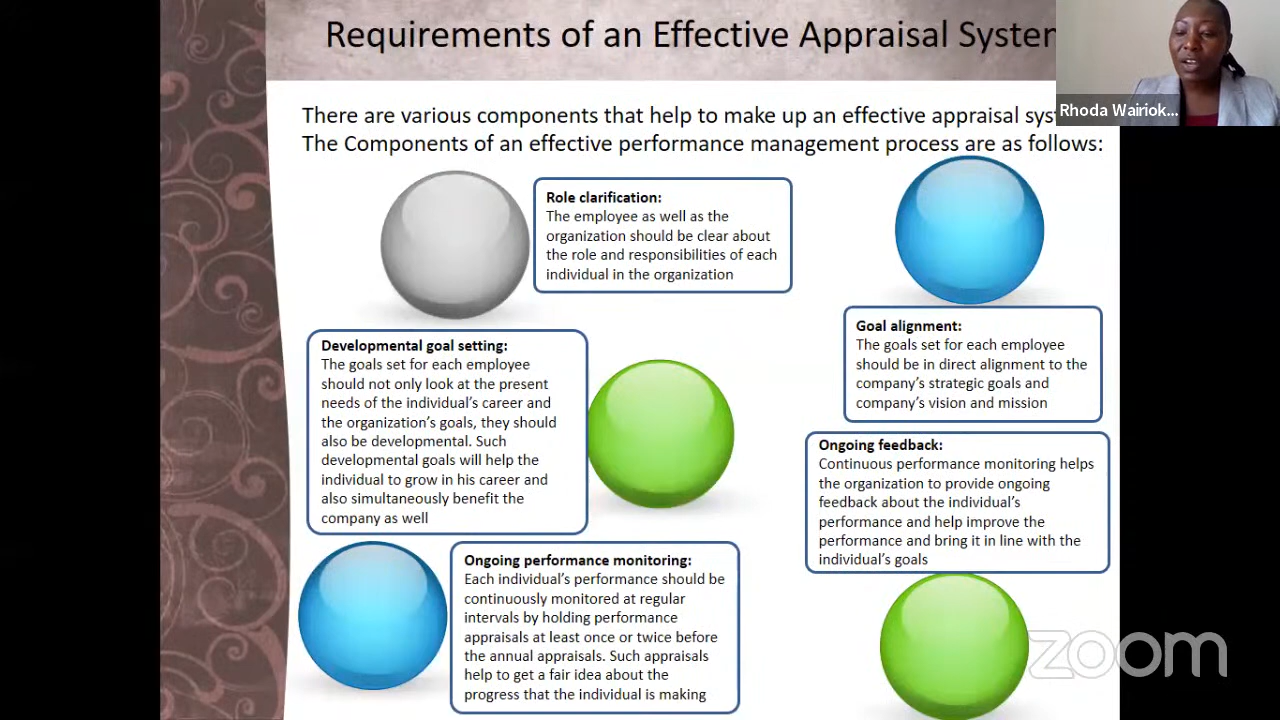 Requirements of an Effective Appraisal System
There are various components that help to make up an effective appraisal sys
The Components of an effective performance management process are as follows:
Rhoda Wairiok...
Role clarification:
The employee as well as the
organization should be clear about
the role and responsibilities of each
individual in the organization
Goal alignment:
The goals set for each employee
should be in direct alignment to the
company's strategic goals and
company's vision and mission
Developmental goal setting:
The goals set for each employee
should not only look at the present
needs of the individual's career and
the organization's goals, they should
also be developmental. Such
developmental goals will help the
individual to grow in his career and
also simultaneously benefit the
company as well
Ongoing feedback:
Continuous performance monitoring helps
the organization to provide ongoing
feedback about the individual's
performance and help improve the
performance and bring it in line with the
individual's goals
Ongoing performance monitoring:
Each individual's performance should be
continuously monitored at regular
intervals by holding performance
appraisals at least once or twice before
the annual appraisals. Such appraisals
help to get a fair idea about the
progress that the individual is making
zoom